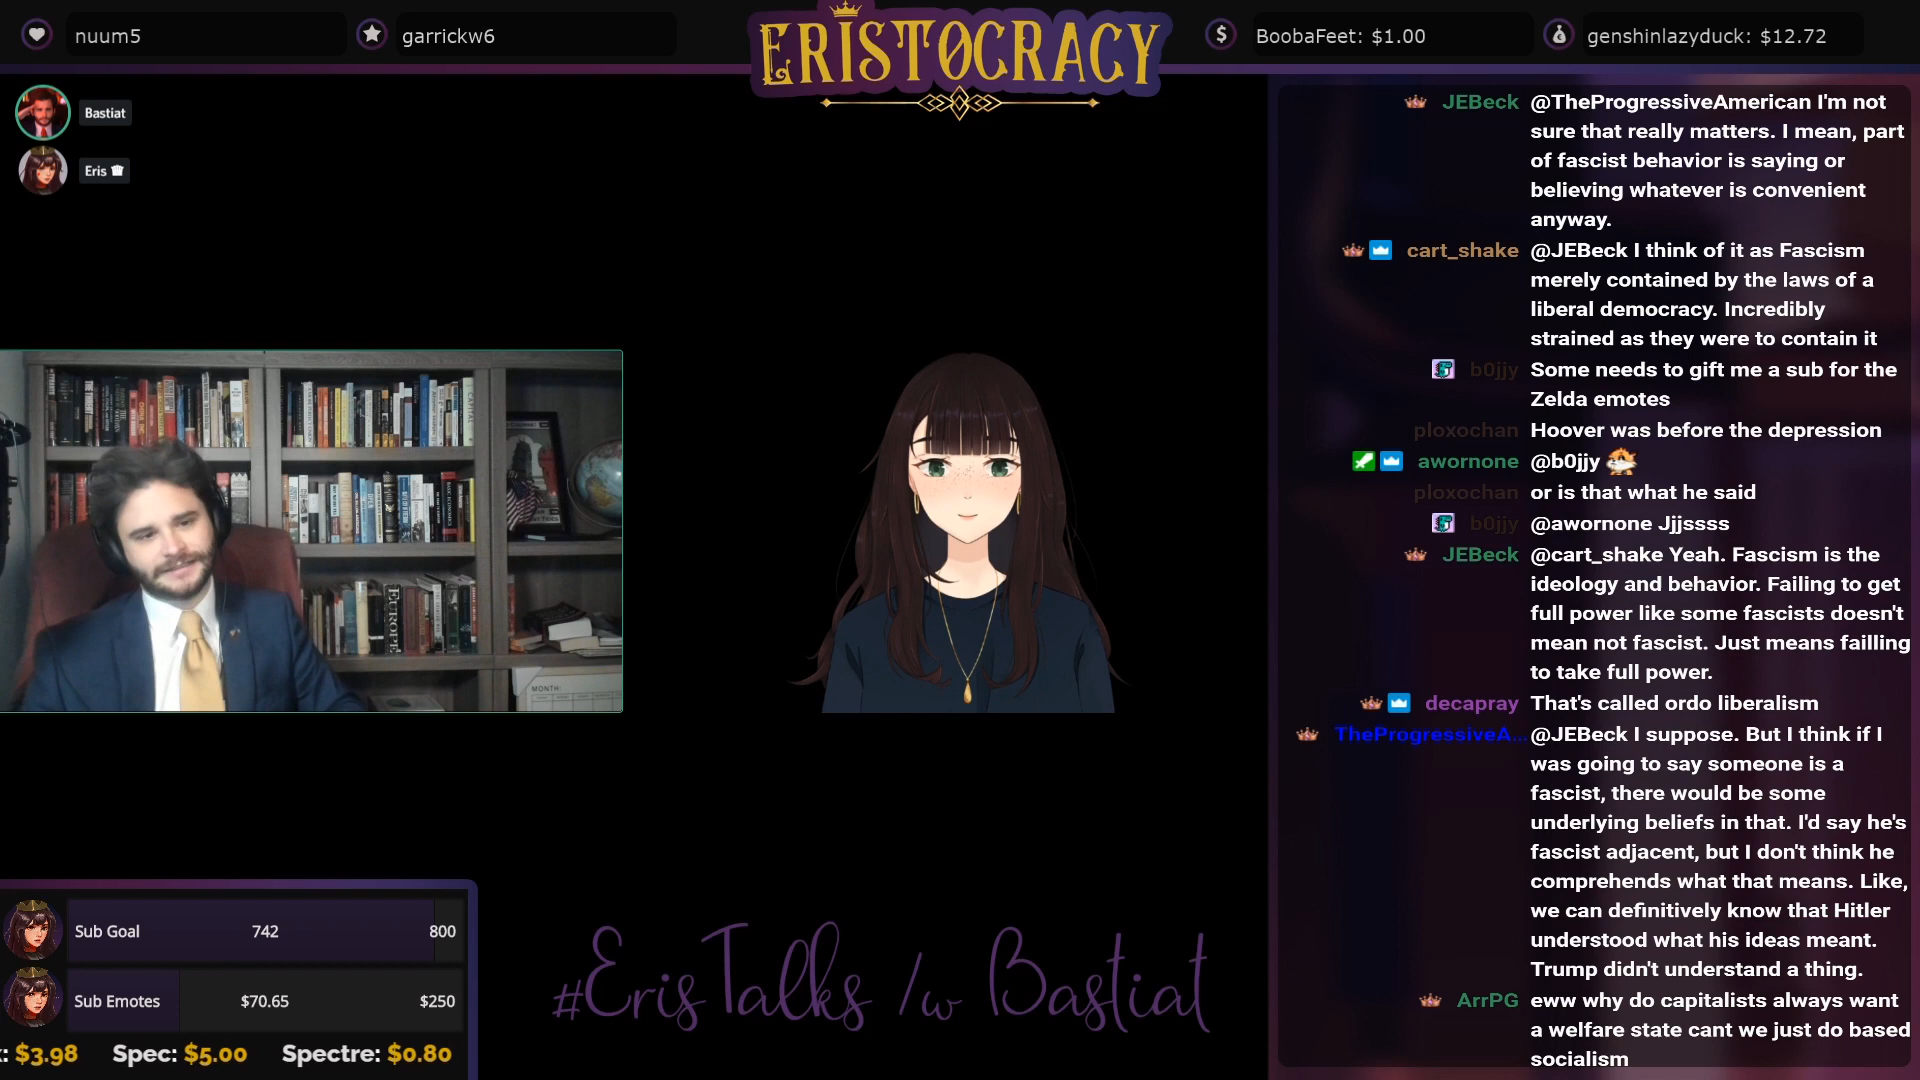 nuum5
garrickw6
ERISTOCRACY
BoobaFeet: $1.00
genshinlazyduck: $12.72
Bastiat
Eris
EUROPE
MONTH:
Sub Goal 742 800
Sub Emotes $70.65 $250
: $3.98 Spec: $5.00 Spectre: $0.80
#ErisTalks /w Bastiat
JEBeck @TheProgressiveAmerican I'm not
sure that really matters. I mean, part
of fascist behavior is saying or
believing whatever is convenient
anyway.
cart_shake @JEBeck I think of it as Fascism
merely contained by the laws of a
liberal democracy. Incredibly
strained as they were to contain it
b0jjy Some needs to gift me a sub for the
Zelda emotes
ploxochan Hoover was before the depression
awornone @b0jjy
ploxochan or is that what he said
b0jjy @awornone Jjjssss
JEBeck @cart_shake Yeah. Fascism is the
ideology and behavior. Failing to get
full power like some fascists doesn't
mean not fascist. Just means failling
to take full power.
decapray That's called ordo liberalism
TheProgressiveA... @JEBeck I suppose. But I think if I
was going to say someone is a
fascist, there would be some
underlying beliefs in that. I'd say he's
fascist adjacent, but I don't think he
comprehends what that means. Like,
we can definitively know that Hitler
understood what his ideas meant.
Trump didn't understand a thing.
ArrPG eww why do capitalists always want
a welfare state cant we just do based
socialism